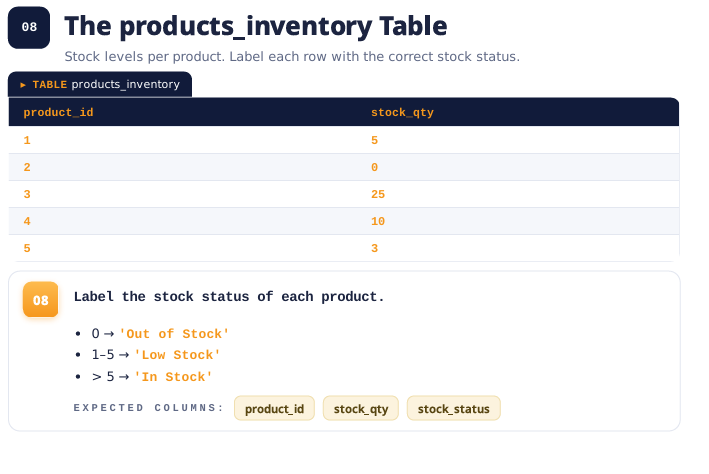 08
The products_inventory Table
Stock levels per product. Label each row with the correct stock status.
▸ TABLE products_inventory
product_id stock_qty
1 5
2 0
3 25
4 10
5 3
08
Label the stock status of each product.
• 0 → 'Out of Stock'
• 1–5 → 'Low Stock'
• > 5 → 'In Stock'
EXPECTED COLUMNS: product_id stock_qty stock_status